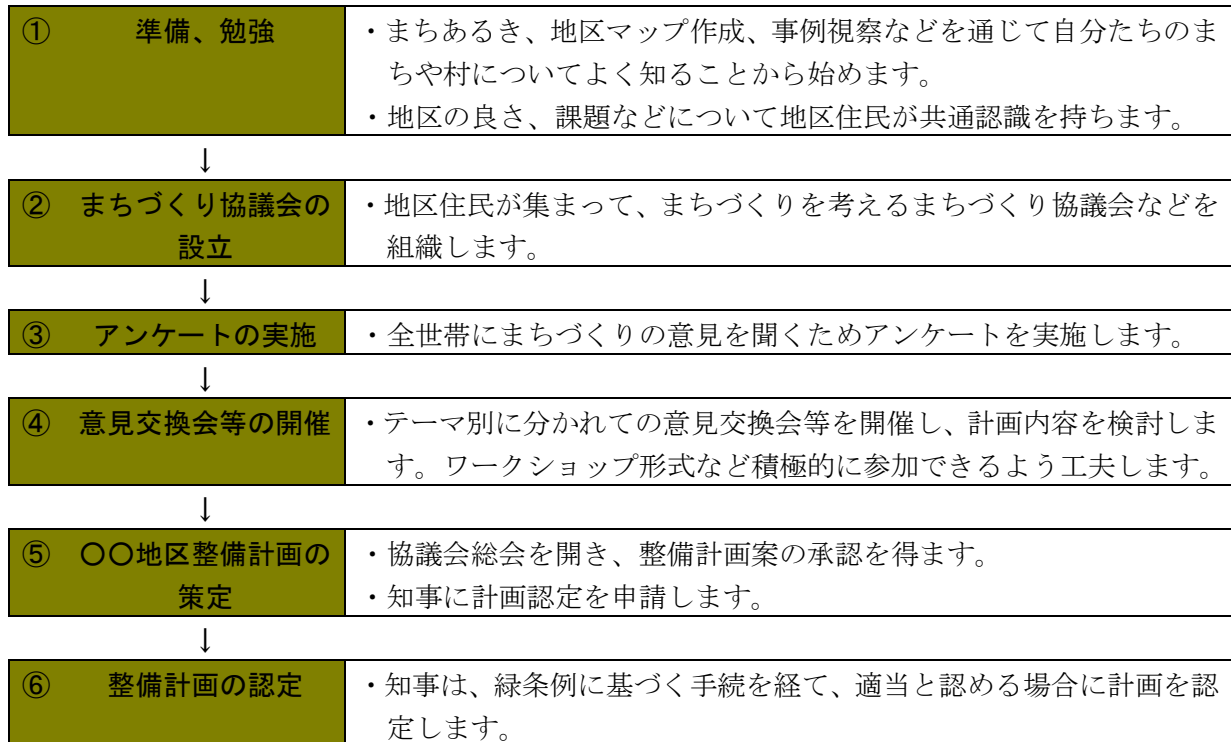 ① 準備、勉強
・まちあるき、地区マップ作成、事例視察などを通じて自分たちのま
ちや村についてよく知ることから始めます。
・地区の良さ、課題などについて地区住民が共通認識を持ちます。
↓
② まちづくり協議会の
設立
・地区住民が集まって、まちづくりを考えるまちづくり協議会などを
組織します。
↓
③ アンケートの実施
・全世帯にまちづくりの意見を聞くためアンケートを実施します。
↓
④ 意見交換会等の開催
・テーマ別に分かれての意見交換会等を開催し、計画内容を検討しま
す。ワークショップ形式など積極的に参加できるよう工夫します。
↓
⑤ 〇〇地区整備計画の
策定
・協議会総会を開き、整備計画案の承認を得ます。
・知事に計画認定を申請します。
↓
⑥ 整備計画の認定
・知事は、緑条例に基づく手続を経て、適当と認める場合に計画を認
定します。